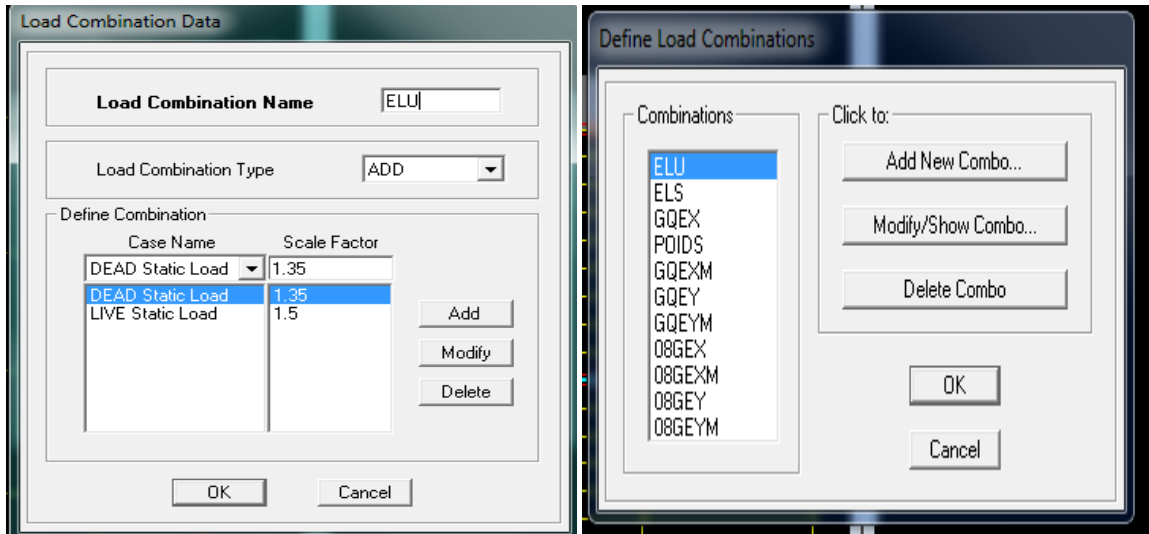 Load Combination Data
Load Combination Name ELU
Load Combination Type ADD
Define Combination
Case Name Scale Factor
DEAD Static Load 1.35
DEAD Static Load 1.35
LIVE Static Load 1.5
Add
Modify
Delete
OK Cancel
Define Load Combinations
Combinations
ELU
ELS
GQEX
POIDS
GQEXM
GQEY
GQEYM
08GEX
08GEXM
08GEY
08GEYM
Click to:
Add New Combo...
Modify/Show Combo...
Delete Combo
OK
Cancel